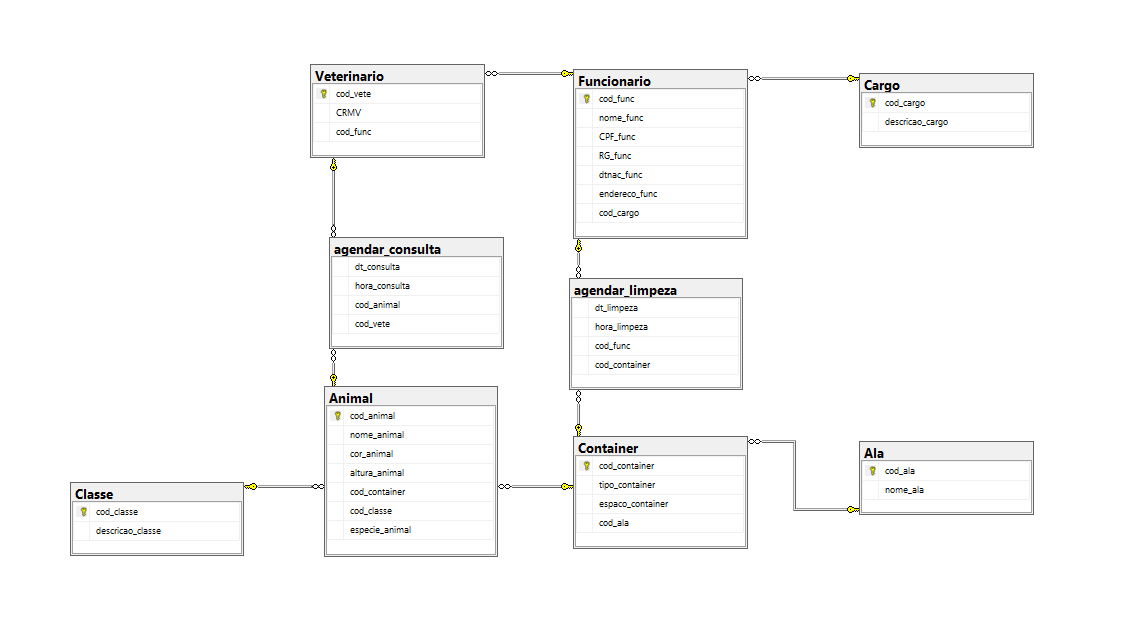 Veterinario
cod_vete
CRMV
cod_func
Funcionario
cod_func
nome_func
CPF_func
RG_func
dtnac_func
endereco_func
cod_cargo
Cargo
cod_cargo
descricao_cargo
agendar_consulta
dt_consulta
hora_consulta
cod_animal
cod_vete
agendar_limpeza
dt_limpeza
hora_limpeza
cod_func
cod_container
Animal
cod_animal
nome_animal
cor_animal
altura_animal
cod_container
cod_classe
especie_animal
Container
cod_container
tipo_container
espaco_container
cod_ala
Ala
cod_ala
nome_ala
Classe
cod_classe
descricao_classe